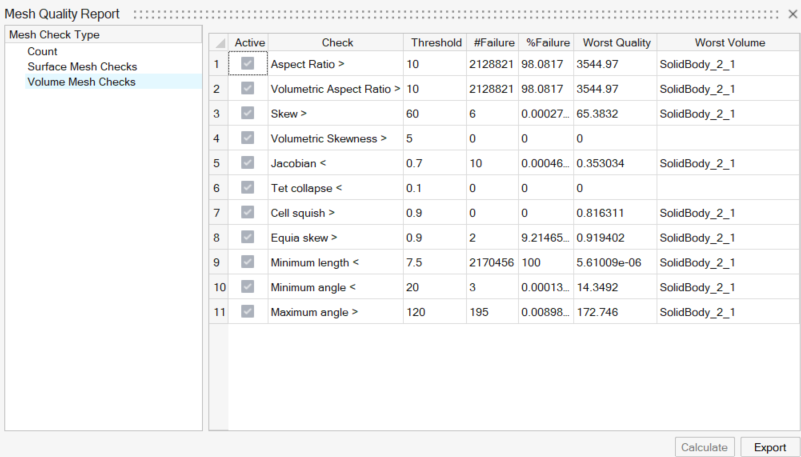 Mesh Quality Report
Mesh Check Type
Count
Surface Mesh Checks
Volume Mesh Checks
Active Check Threshold #Failure %Failure Worst Quality Worst Volume
1 Aspect Ratio > 10 2128821 98.0817 3544.97 SolidBody_2_1
2 Volumetric Aspect Ratio > 10 2128821 98.0817 3544.97 SolidBody_2_1
3 Skew > 60 6 0.00027... 65.3832 SolidBody_2_1
4 Volumetric Skewness > 5 0 0 0
5 Jacobian < 0.7 10 0.00046... 0.353034 SolidBody_2_1
6 Tet collapse < 0.1 0 0 0
7 Cell squish > 0.9 0 0 0.816311 SolidBody_2_1
8 Equia skew > 0.9 2 9.21465... 0.919402 SolidBody_2_1
9 Minimum length < 7.5 2170456 100 5.61009e-06 SolidBody_2_1
10 Minimum angle < 20 3 0.00013... 14.3492 SolidBody_2_1
11 Maximum angle > 120 195 0.00898... 172.746 SolidBody_2_1
Calculate Export